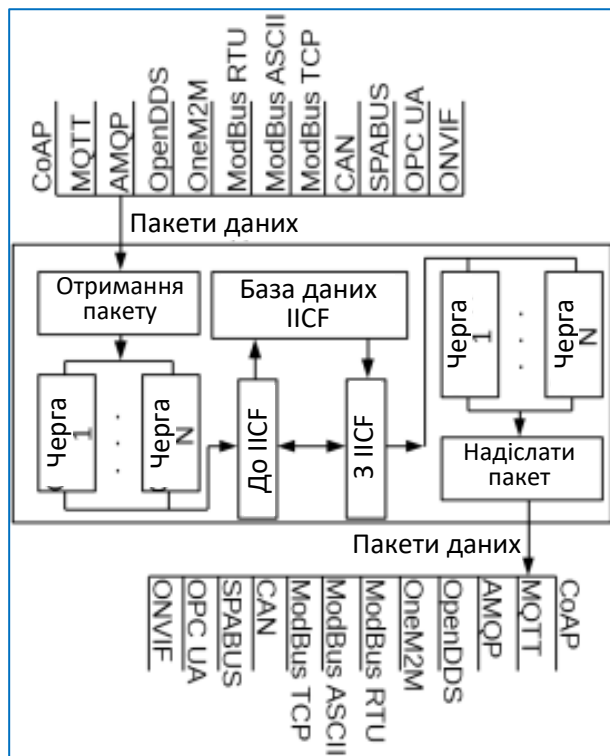 CoAP
MQTT
AMQP
OpenDDS
OneM2M
ModBus RTU
ModBus ASCII
ModBus TCP
CAN
SPABUS
OPC UA
ONVIF
Пакети даних
Отримання
пакету
База даних
IICF
Черга
1
. . .
Черга
N
До IICF
З IICF
Черга
1
. . .
Черга
N
Надіслати
пакет
Пакети даних
ONVIF
OPC UA
SPABUS
CAN
ModBus TCP
ModBus ASCII
ModBus RTU
OneM2M
OpenDDS
AMQP
MQTT
CoAP